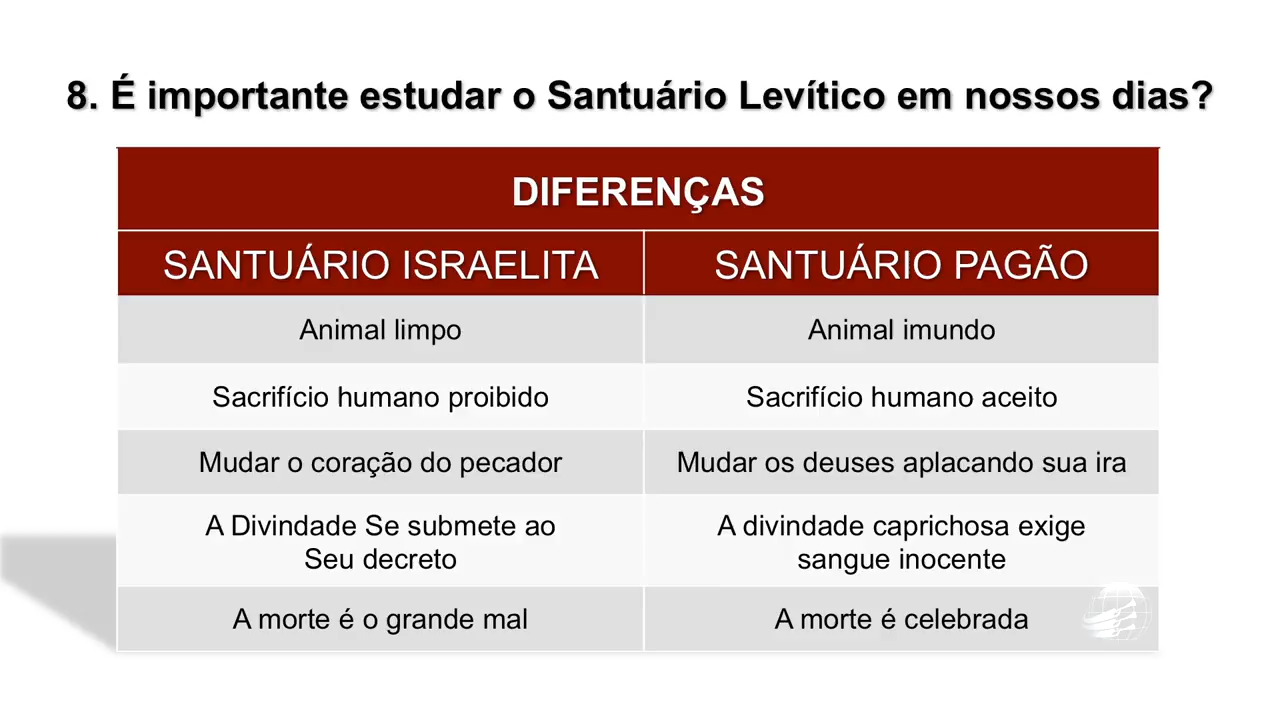 8. É importante estudar o Santuário Levítico em nossos dias?
DIFERENÇAS
SANTUÁRIO ISRAELITA
SANTUÁRIO PAGÃO
Animal limpo
Animal imundo
Sacrifício humano proibido
Sacrifício humano aceito
Mudar o coração do pecador
Mudar os deuses aplacando sua ira
A Divindade Se submete ao
Seu decreto
A divindade caprichosa exige
sangue inocente
A morte é o grande mal
A morte é celebrada